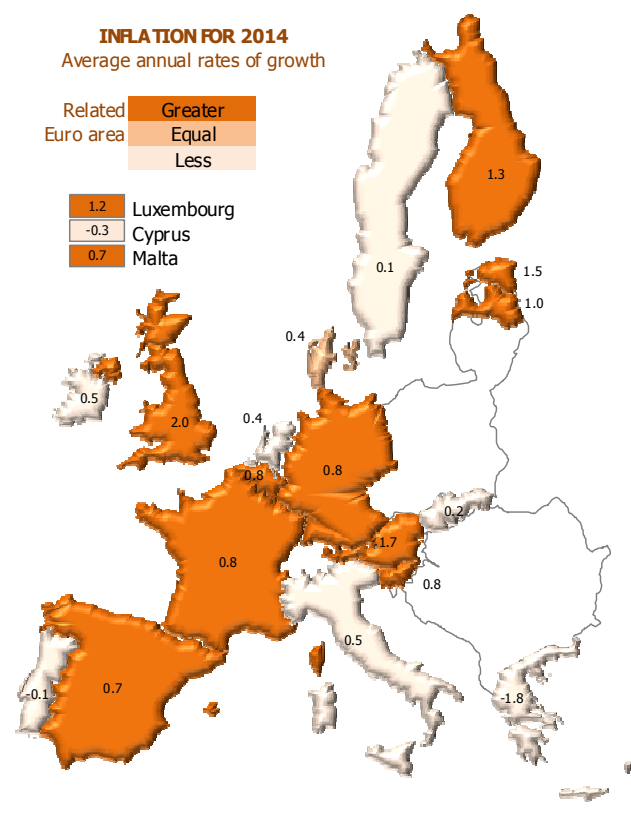 INFLATION FOR 2014
Average annual rates of growth
Related Greater
Euro area Equal
Less
1.2 Luxembourg
-0.3 Cyprus
0.7 Malta
1.3
0.1
1.5
1.0
0.4
0.5
2.0
0.4
0.8
0.8
0.2
1.7
0.8
0.8
0.5
-0.1
0.7
-1.8